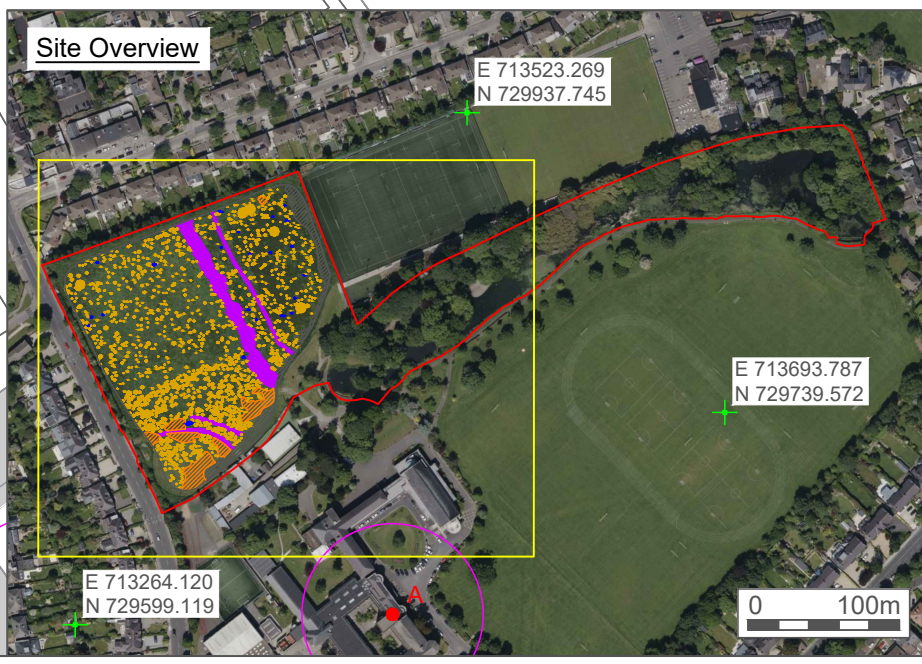 Site Overview
E 713523.269
N 729937.745
E 713693.787
N 729739.572
E 713264.120
N 729599.119
A
0 100m